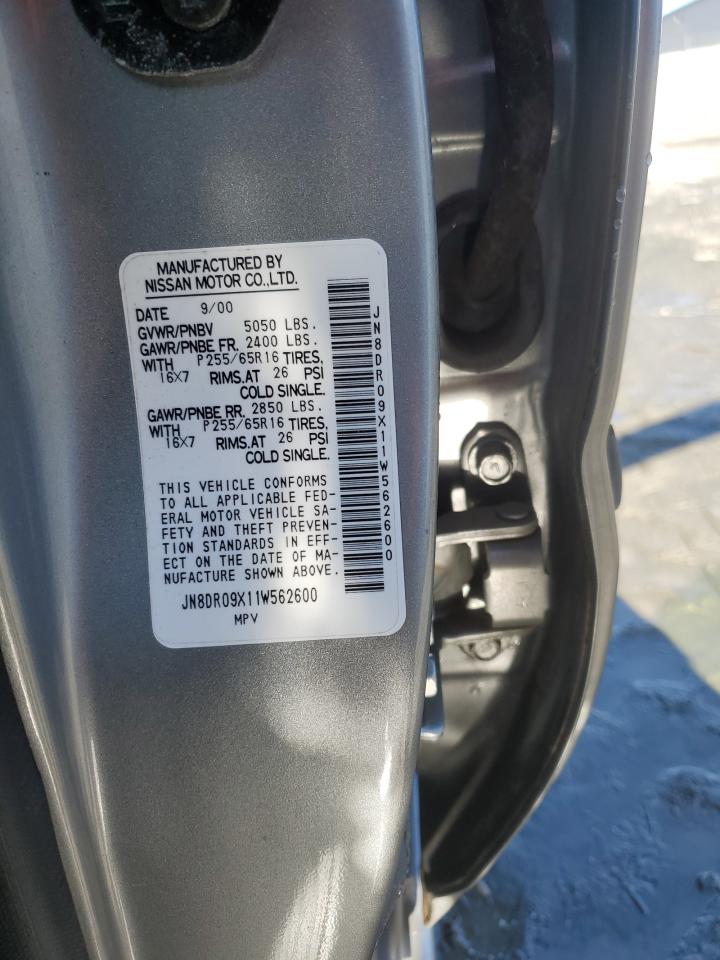 MANUFACTURED BY
NISSAN MOTOR CO.,LTD.
DATE 9/00
GVWR/PNBV 5050 LBS.
GAWR/PNBE FR. 2400 LBS.
WITH P255/65R16 TIRES,
16X7 RIMS.AT 26 PSI
COLD SINGLE.
GAWR/PNBE RR. 2850 LBS.
WITH P255/65R16 TIRES,
16X7 RIMS.AT 26 PSI
COLD SINGLE.
THIS VEHICLE CONFORMS
TO ALL APPLICABLE FED-
ERAL MOTOR VEHICLE SA-
FETY AND THEFT PREVEN-
TION STANDARDS IN EFF-
ECT ON THE DATE OF MA-
NUFACTURE SHOWN ABOVE.
JN8DR09X11W562600
MPV
JN8DR09X11W562600